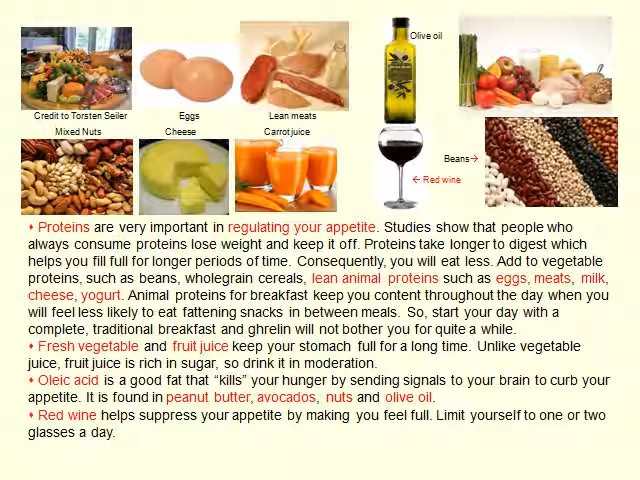 Olive oil
Credit to Torsten Seiler
Eggs
Lean meats
Mixed Nuts
Cheese
Carrot juice
Beans→
← Red wine
• Proteins are very important in regulating your appetite. Studies show that people who
always consume proteins lose weight and keep it off. Proteins take longer to digest which
helps you fill full for longer periods of time. Consequently, you will eat less. Add to vegetable
proteins, such as beans, wholegrain cereals, lean animal proteins such as eggs, meats, milk,
cheese, yogurt. Animal proteins for breakfast keep you content throughout the day when you
will feel less likely to eat fattening snacks in between meals. So, start your day with a
complete, traditional breakfast and ghrelin will not bother you for quite a while.
• Fresh vegetable and fruit juice keep your stomach full for a long time. Unlike vegetable
juice, fruit juice is rich in sugar, so drink it in moderation.
• Oleic acid is a good fat that “kills” your hunger by sending signals to your brain to curb your
appetite. It is found in peanut butter, avocados, nuts and olive oil.
• Red wine helps suppress your appetite by making you feel full. Limit yourself to one or two
glasses a day.